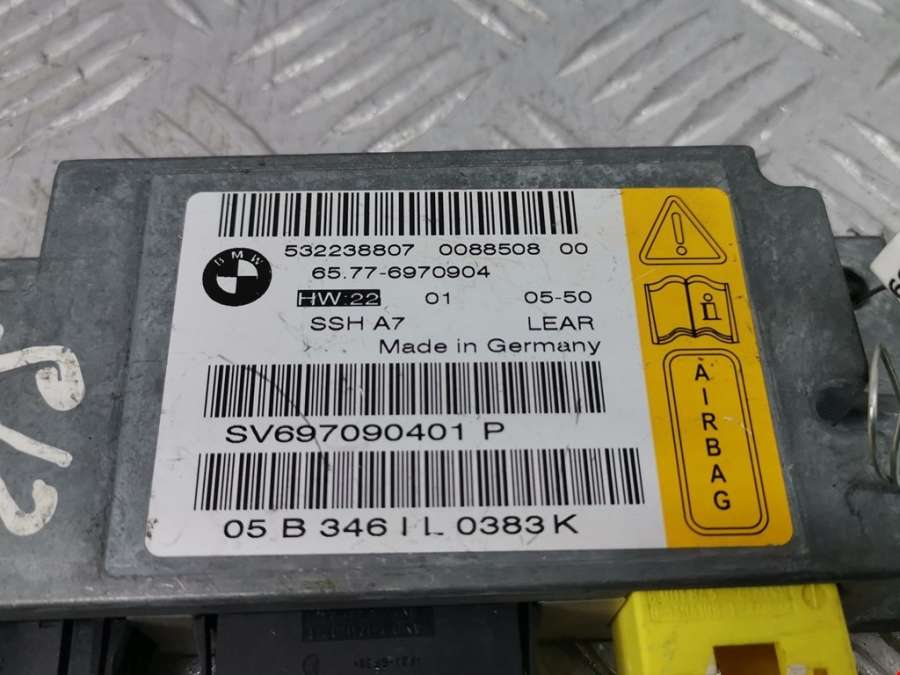 532238807 0088508 00
BMW
65.77-6970904
HW:22 01 05-50
SSH A7 LEAR
Made in Germany
SV697090401 P
05 B 346 I L 0383 K
AIRBAG